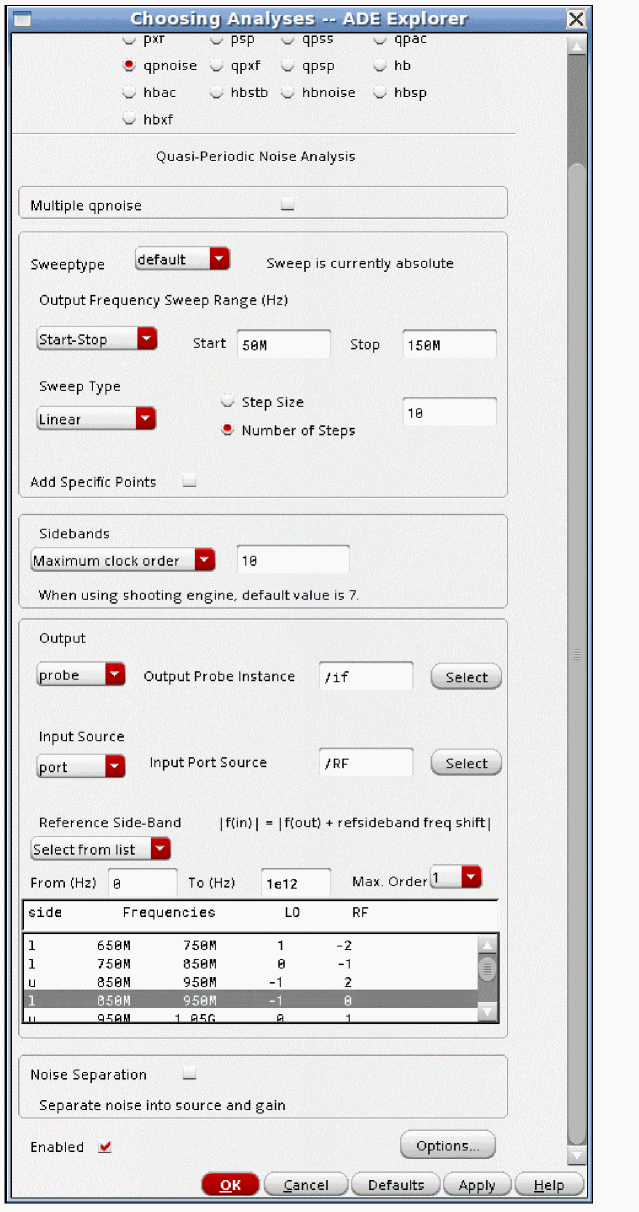 Choosing Analyses -- ADE Explorer
pxf psp qpss qpac
qpnoise qpxf qpsp hb
hbac hbstb hbnoise hbsp
hbxf
Quasi-Periodic Noise Analysis
Multiple qpnoise
Sweeptype default Sweep is currently absolute
Output Frequency Sweep Range (Hz)
Start-Stop Start 50M Stop 150M
Sweep Type
Linear
Step Size
Number of Steps
10
Add Specific Points
Sidebands
Maximum clock order 10
When using shooting engine, default value is 7.
Output
probe Output Probe Instance /if Select
Input Source
port Input Port Source /RF Select
Reference Side-Band |f(in)| = |f(out) + refsideband freq shift|
Select from list
From (Hz) 0 To (Hz) 1e12 Max. Order 1
side Frequencies LO RF
l 650M 750M 1 -2
l 750M 850M 0 -1
u 850M 950M -1 2
l 850M 950M -1 0
u 950M 1.05G 0 1
Noise Separation
Separate noise into source and gain
Enabled Options...
OK Cancel Defaults Apply Help